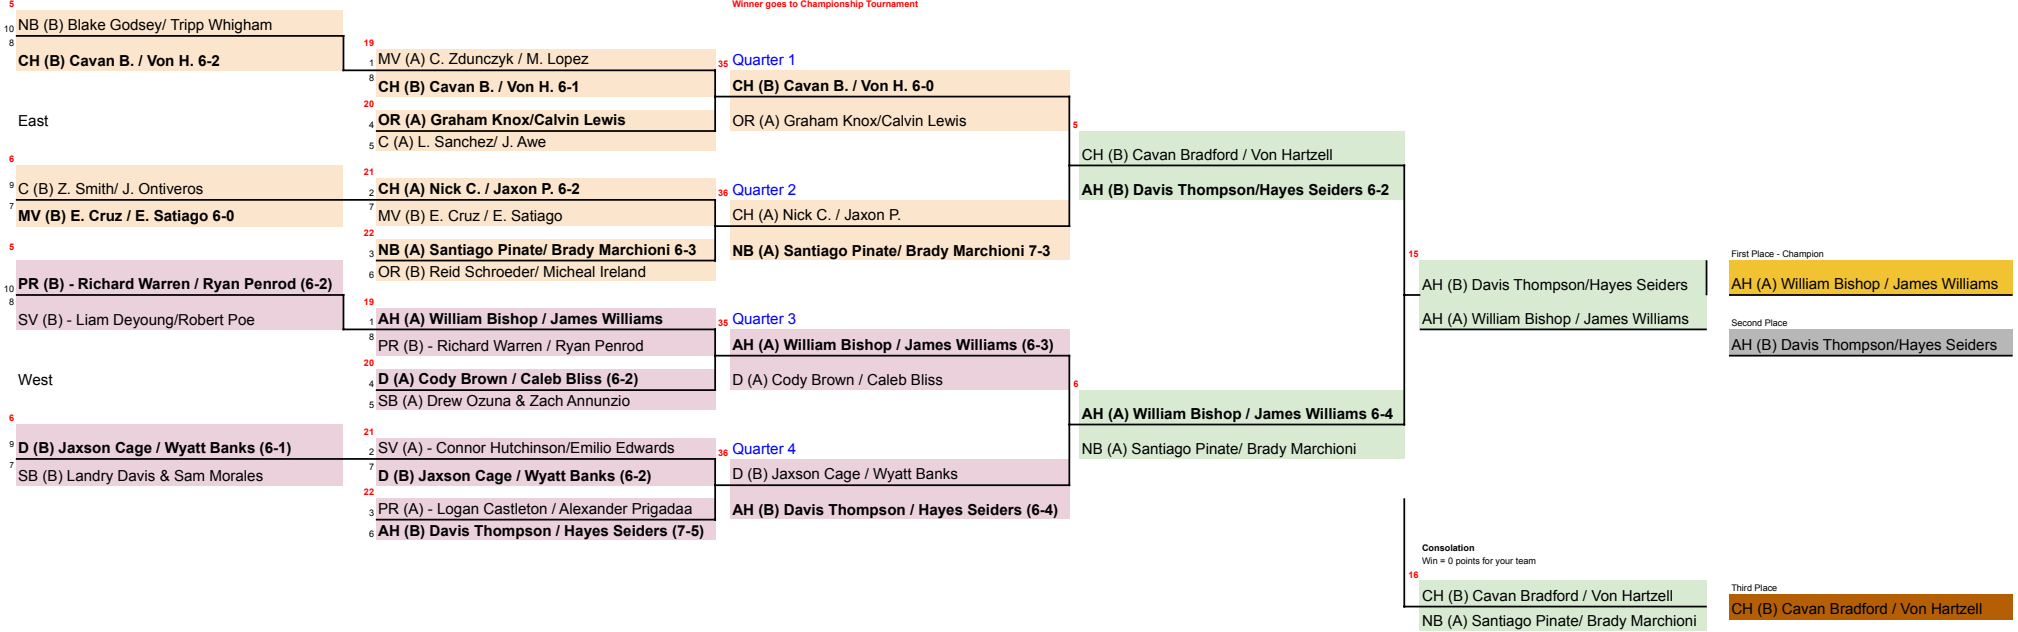 Winner goes to Championship Tournament
5
10 NB (B) Blake Godsey/ Tripp Whigham
8 CH (B) Cavan B. / Von H. 6-2
East
6
9 C (B) Z. Smith/ J. Ontiveros
7 MV (B) E. Cruz / E. Satiago 6-0
5
10 PR (B) - Richard Warren / Ryan Penrod (6-2)
8 SV (B) - Liam Deyoung/Robert Poe
West
6
9 D (B) Jaxson Cage / Wyatt Banks (6-1)
7 SB (B) Landry Davis & Sam Morales
19
1 MV (A) C. Zdunczyk / M. Lopez
8 CH (B) Cavan B. / Von H. 6-1
20
4 OR (A) Graham Knox/Calvin Lewis
5 C (A) L. Sanchez/ J. Awe
21
2 CH (A) Nick C. / Jaxon P. 6-2
7 MV (B) E. Cruz / E. Satiago
22
3 NB (A) Santiago Pinate/ Brady Marchioni 6-3
6 OR (B) Reid Schroeder/ Micheal Ireland
19
1 AH (A) William Bishop / James Williams
8 PR (B) - Richard Warren / Ryan Penrod
20
4 D (A) Cody Brown / Caleb Bliss (6-2)
5 SB (A) Drew Ozuna & Zach Annunzio
21
2 SV (A) - Connor Hutchinson/Emilio Edwards
7 D (B) Jaxson Cage / Wyatt Banks (6-2)
22
3 PR (A) - Logan Castleton / Alexander Prigadaa
6 AH (B) Davis Thompson / Hayes Seiders (7-5)
35 Quarter 1
CH (B) Cavan B. / Von H. 6-0
OR (A) Graham Knox/Calvin Lewis
36 Quarter 2
CH (A) Nick C. / Jaxon P.
NB (A) Santiago Pinate/ Brady Marchioni 7-3
35 Quarter 3
AH (A) William Bishop / James Williams (6-3)
D (A) Cody Brown / Caleb Bliss
36 Quarter 4
D (B) Jaxson Cage / Wyatt Banks
AH (B) Davis Thompson / Hayes Seiders (6-4)
5
CH (B) Cavan Bradford / Von Hartzell
AH (B) Davis Thompson/Hayes Seiders 6-2
6
AH (A) William Bishop / James Williams 6-4
NB (A) Santiago Pinate/ Brady Marchioni
15
AH (B) Davis Thompson/Hayes Seiders
AH (A) William Bishop / James Williams
Consolation
Win = 0 points for your team
16
CH (B) Cavan Bradford / Von Hartzell
NB (A) Santiago Pinate/ Brady Marchioni
First Place - Champion
AH (A) William Bishop / James Williams
Second Place
AH (B) Davis Thompson/Hayes Seiders
Third Place
CH (B) Cavan Bradford / Von Hartzell